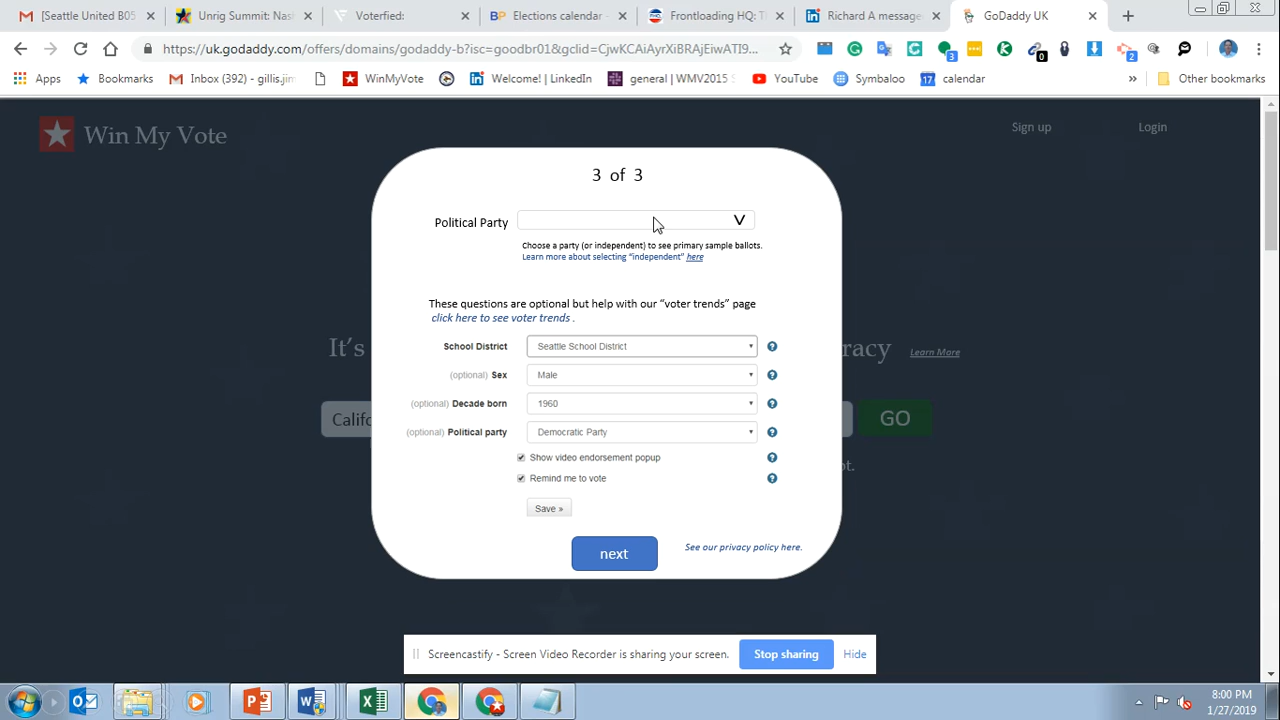 [Seattle United B05
Unrig Summit: Nas
Voterfied:
BP Elections calendar -
Frontloading HQ: T
Richard A message
GoDaddy UK
https://uk.godaddy.com/offers/domains/godaddy-b?isc=goodbr01&gclid=CjwKCAiAyrXiBRAjEiwATI9...
3
0
2
Apps
Bookmarks
Inbox (392) - gillis.jim
WinMyVote
Welcome! | LinkedIn
general | WMV2015 S
YouTube
Symbaloo
17 calendar
»
Other bookmarks
Win My Vote
Sign up
Login
3 of 3
Political Party
V
Choose a party (or independent) to see primary sample ballots.
Learn more about selecting “independent” here
These questions are optional but help with our “voter trends” page
click here to see voter trends .
School District
Seattle School District
(optional) Sex
Male
(optional) Decade born
1960
(optional) Political party
Democratic Party
Show video endorsement popup
Remind me to vote
Save »
next
See our privacy policy here.
It’s
racy
Learn More
Califo
GO
ot.
Screencastify - Screen Video Recorder is sharing your screen.
Stop sharing
Hide
8:00 PM
1/27/2019